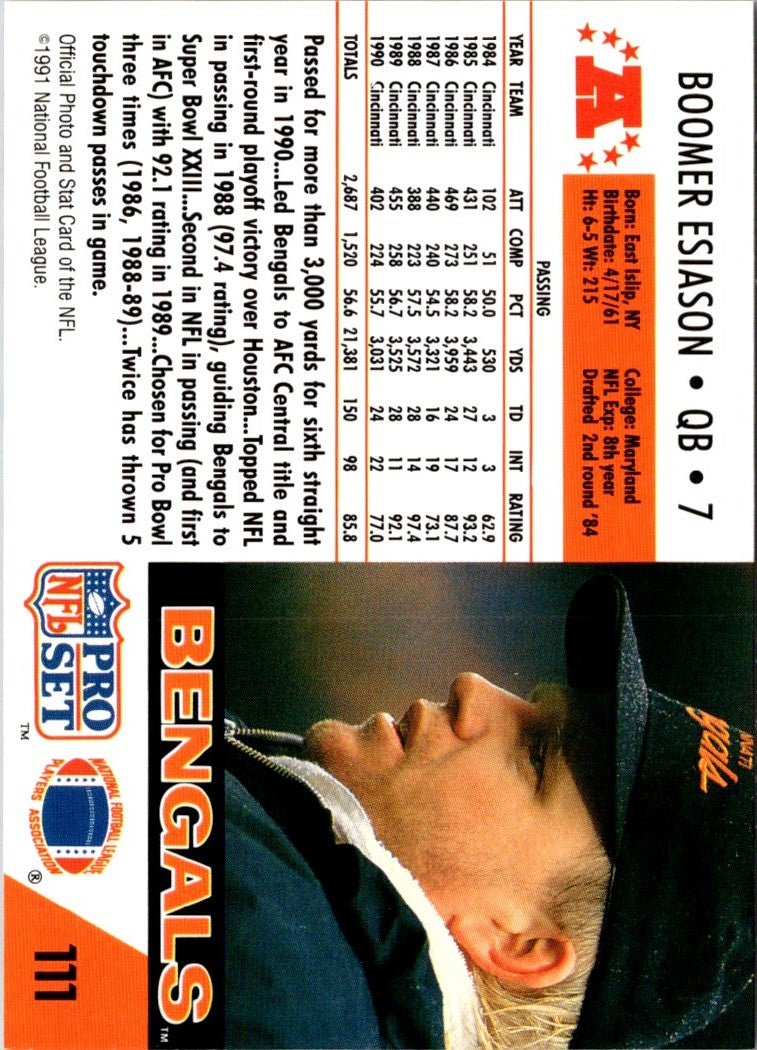 BOOMER ESIASON • QB • 7
A
Born: East Islip, NY College: Maryland
Birthdate: 4/17/61 NFL Exp: 8th year
Ht: 6-5 Wt: 215 Drafted 2nd round '84
PASSING
YEAR TEAM ATT COMP PCT YDS TD INT RATING
1984 Cincinnati 102 51 50.0 530 3 3 62.9
1985 Cincinnati 431 251 58.2 3,443 27 12 93.2
1986 Cincinnati 469 273 58.2 3,959 24 17 87.7
1987 Cincinnati 440 240 54.5 3,321 16 19 73.1
1988 Cincinnati 388 223 57.5 3,572 28 14 97.4
1989 Cincinnati 455 258 56.7 3,525 28 11 92.1
1990 Cincinnati 402 224 55.7 3,031 24 22 77.0
TOTALS 2,687 1,520 56.6 21,381 150 98 85.8
Passed for more than 3,000 yards for sixth straight
year in 1990...Led Bengals to AFC Central title and
first-round playoff victory over Houston...Topped NFL
in passing in 1988 (97.4 rating), guiding Bengals to
Super Bowl XXIII...Second in NFL in passing (and first
in AFC) with 92.1 rating in 1989...Chosen for Pro Bowl
three times (1986, 1988-89)...Twice has thrown 5
touchdown passes in game.
Official Photo and Stat Card of the NFL.
©1991 National Football League.
BENGALS™
PRO
NFL SET™
NATIONAL FOOTBALL LEAGUE
PLAYERS ASSOCIATION®
111